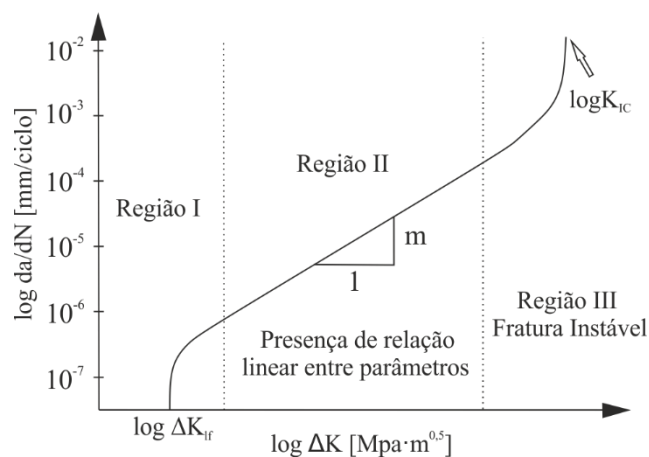 log da/dN [mm/ciclo]
10⁻²
10⁻³
10⁻⁴
10⁻⁵
10⁻⁶
10⁻⁷
Região I
Região II
logK_IC
m
1
Presença de relação
linear entre parâmetros
Região III
Fratura Instável
log ΔK_If
log ΔK [Mpa·m^0,5]